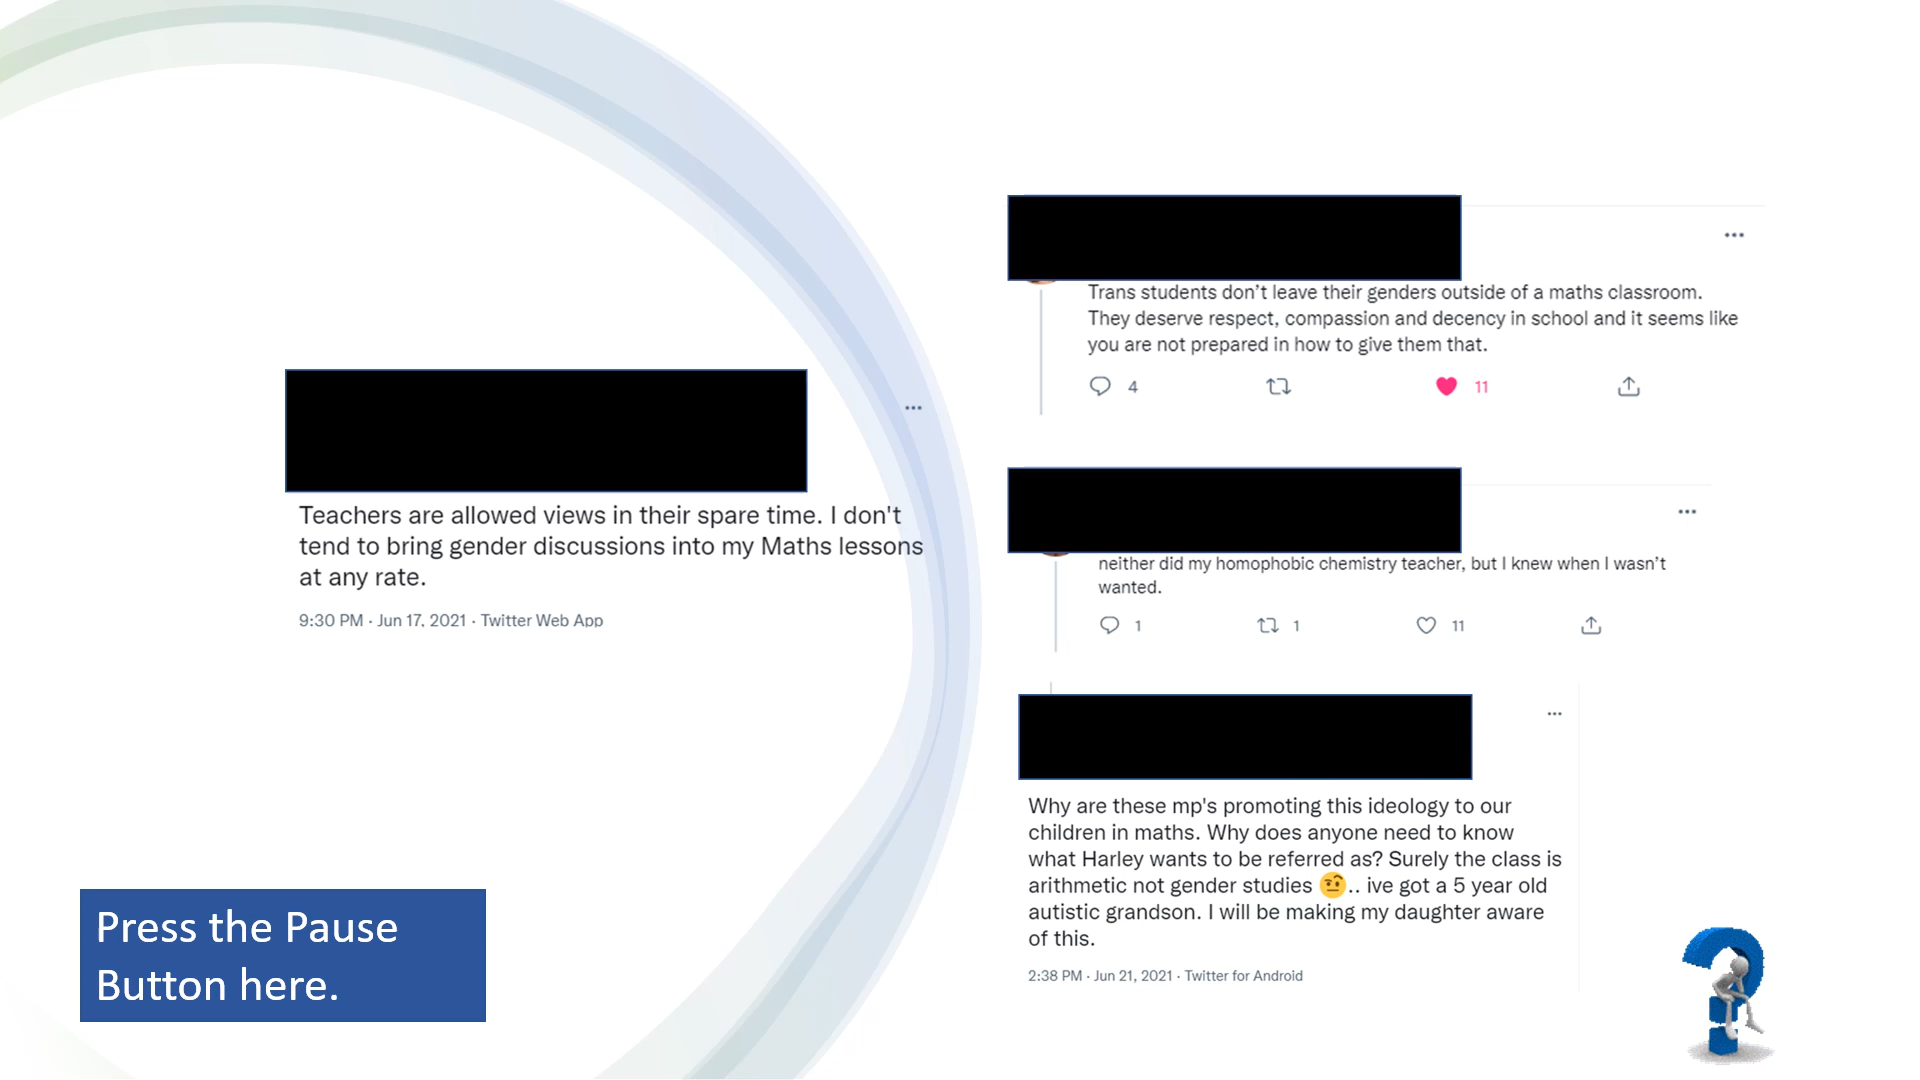 Teachers are allowed views in their spare time. I don't
tend to bring gender discussions into my Maths lessons
at any rate.
9:30 PM · Jun 17, 2021 · Twitter Web App
Trans students don’t leave their genders outside of a maths classroom.
They deserve respect, compassion and decency in school and it seems like
you are not prepared in how to give them that.
4 11
neither did my homophobic chemistry teacher, but I knew when I wasn’t
wanted.
1 1 11
Why are these mp's promoting this ideology to our
children in maths. Why does anyone need to know
what Harley wants to be referred as? Surely the class is
arithmetic not gender studies 🤨.. ive got a 5 year old
autistic grandson. I will be making my daughter aware
of this.
2:38 PM · Jun 21, 2021 · Twitter for Android
Press the Pause
Button here.